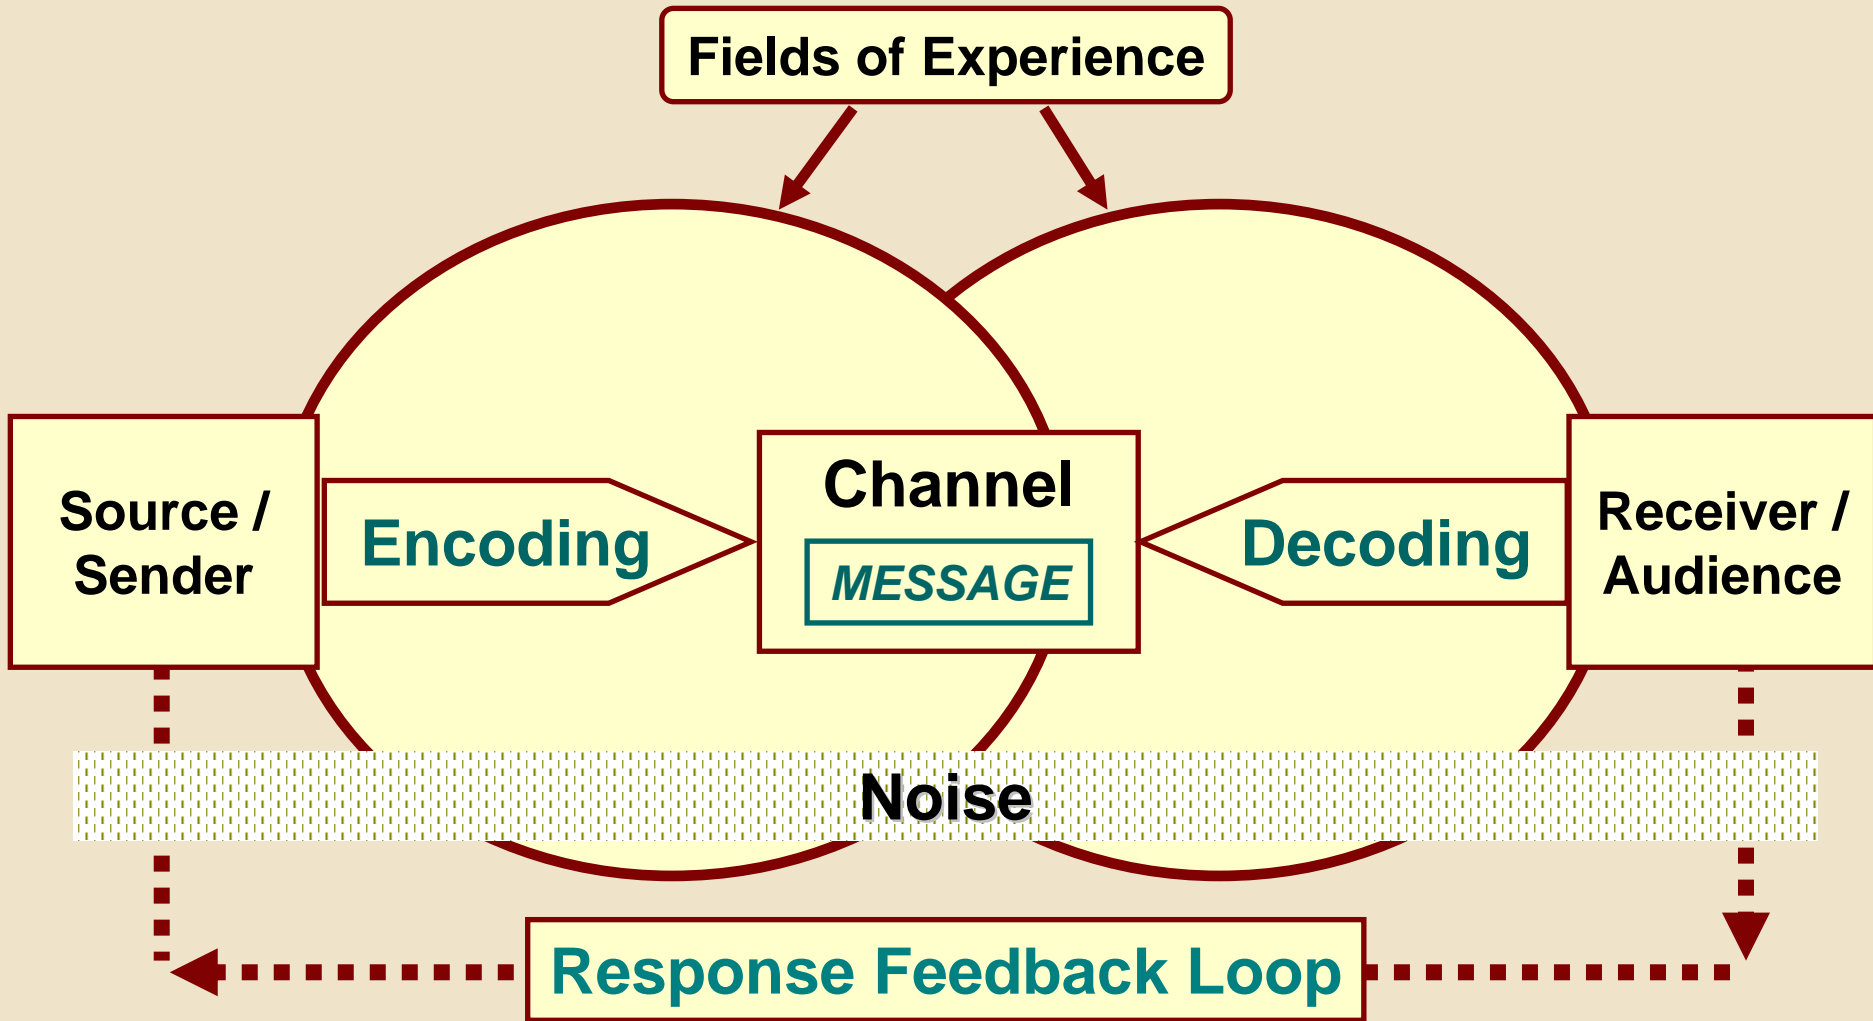 Fields of Experience
Source /
Sender
Encoding
Channel
MESSAGE
Decoding
Receiver /
Audience
Noise
Response Feedback Loop